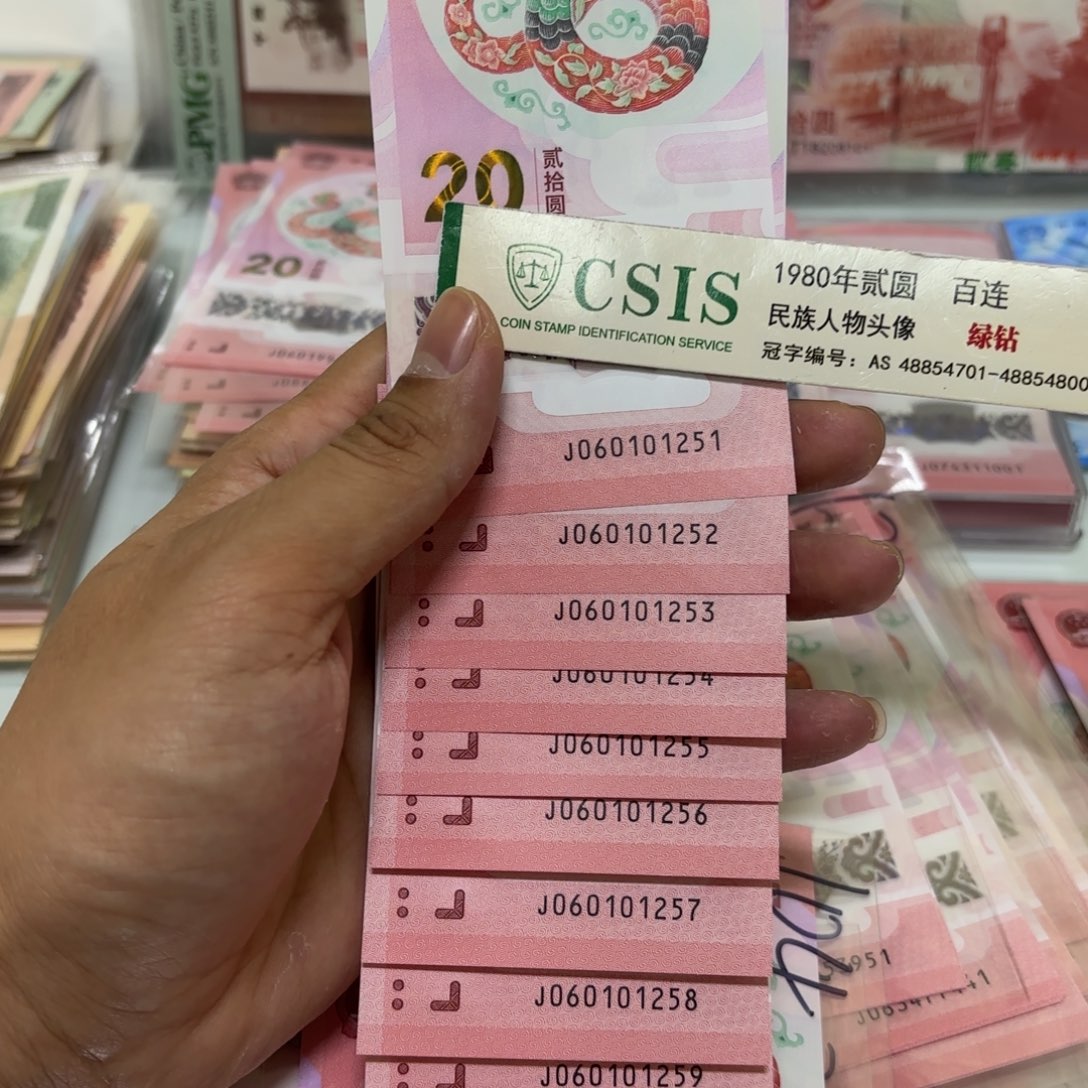 PMG
20
贰拾圆
20
CSIS
COIN STAMP IDENTIFICATION SERVICE
1980年贰圆 百连
民族人物头像 绿钻
冠字编号: AS 48854701-48854800
J060101251
J060101252
J060101253
J060101254
J060101255
J060101256
J060101257
J060101258
J060101259